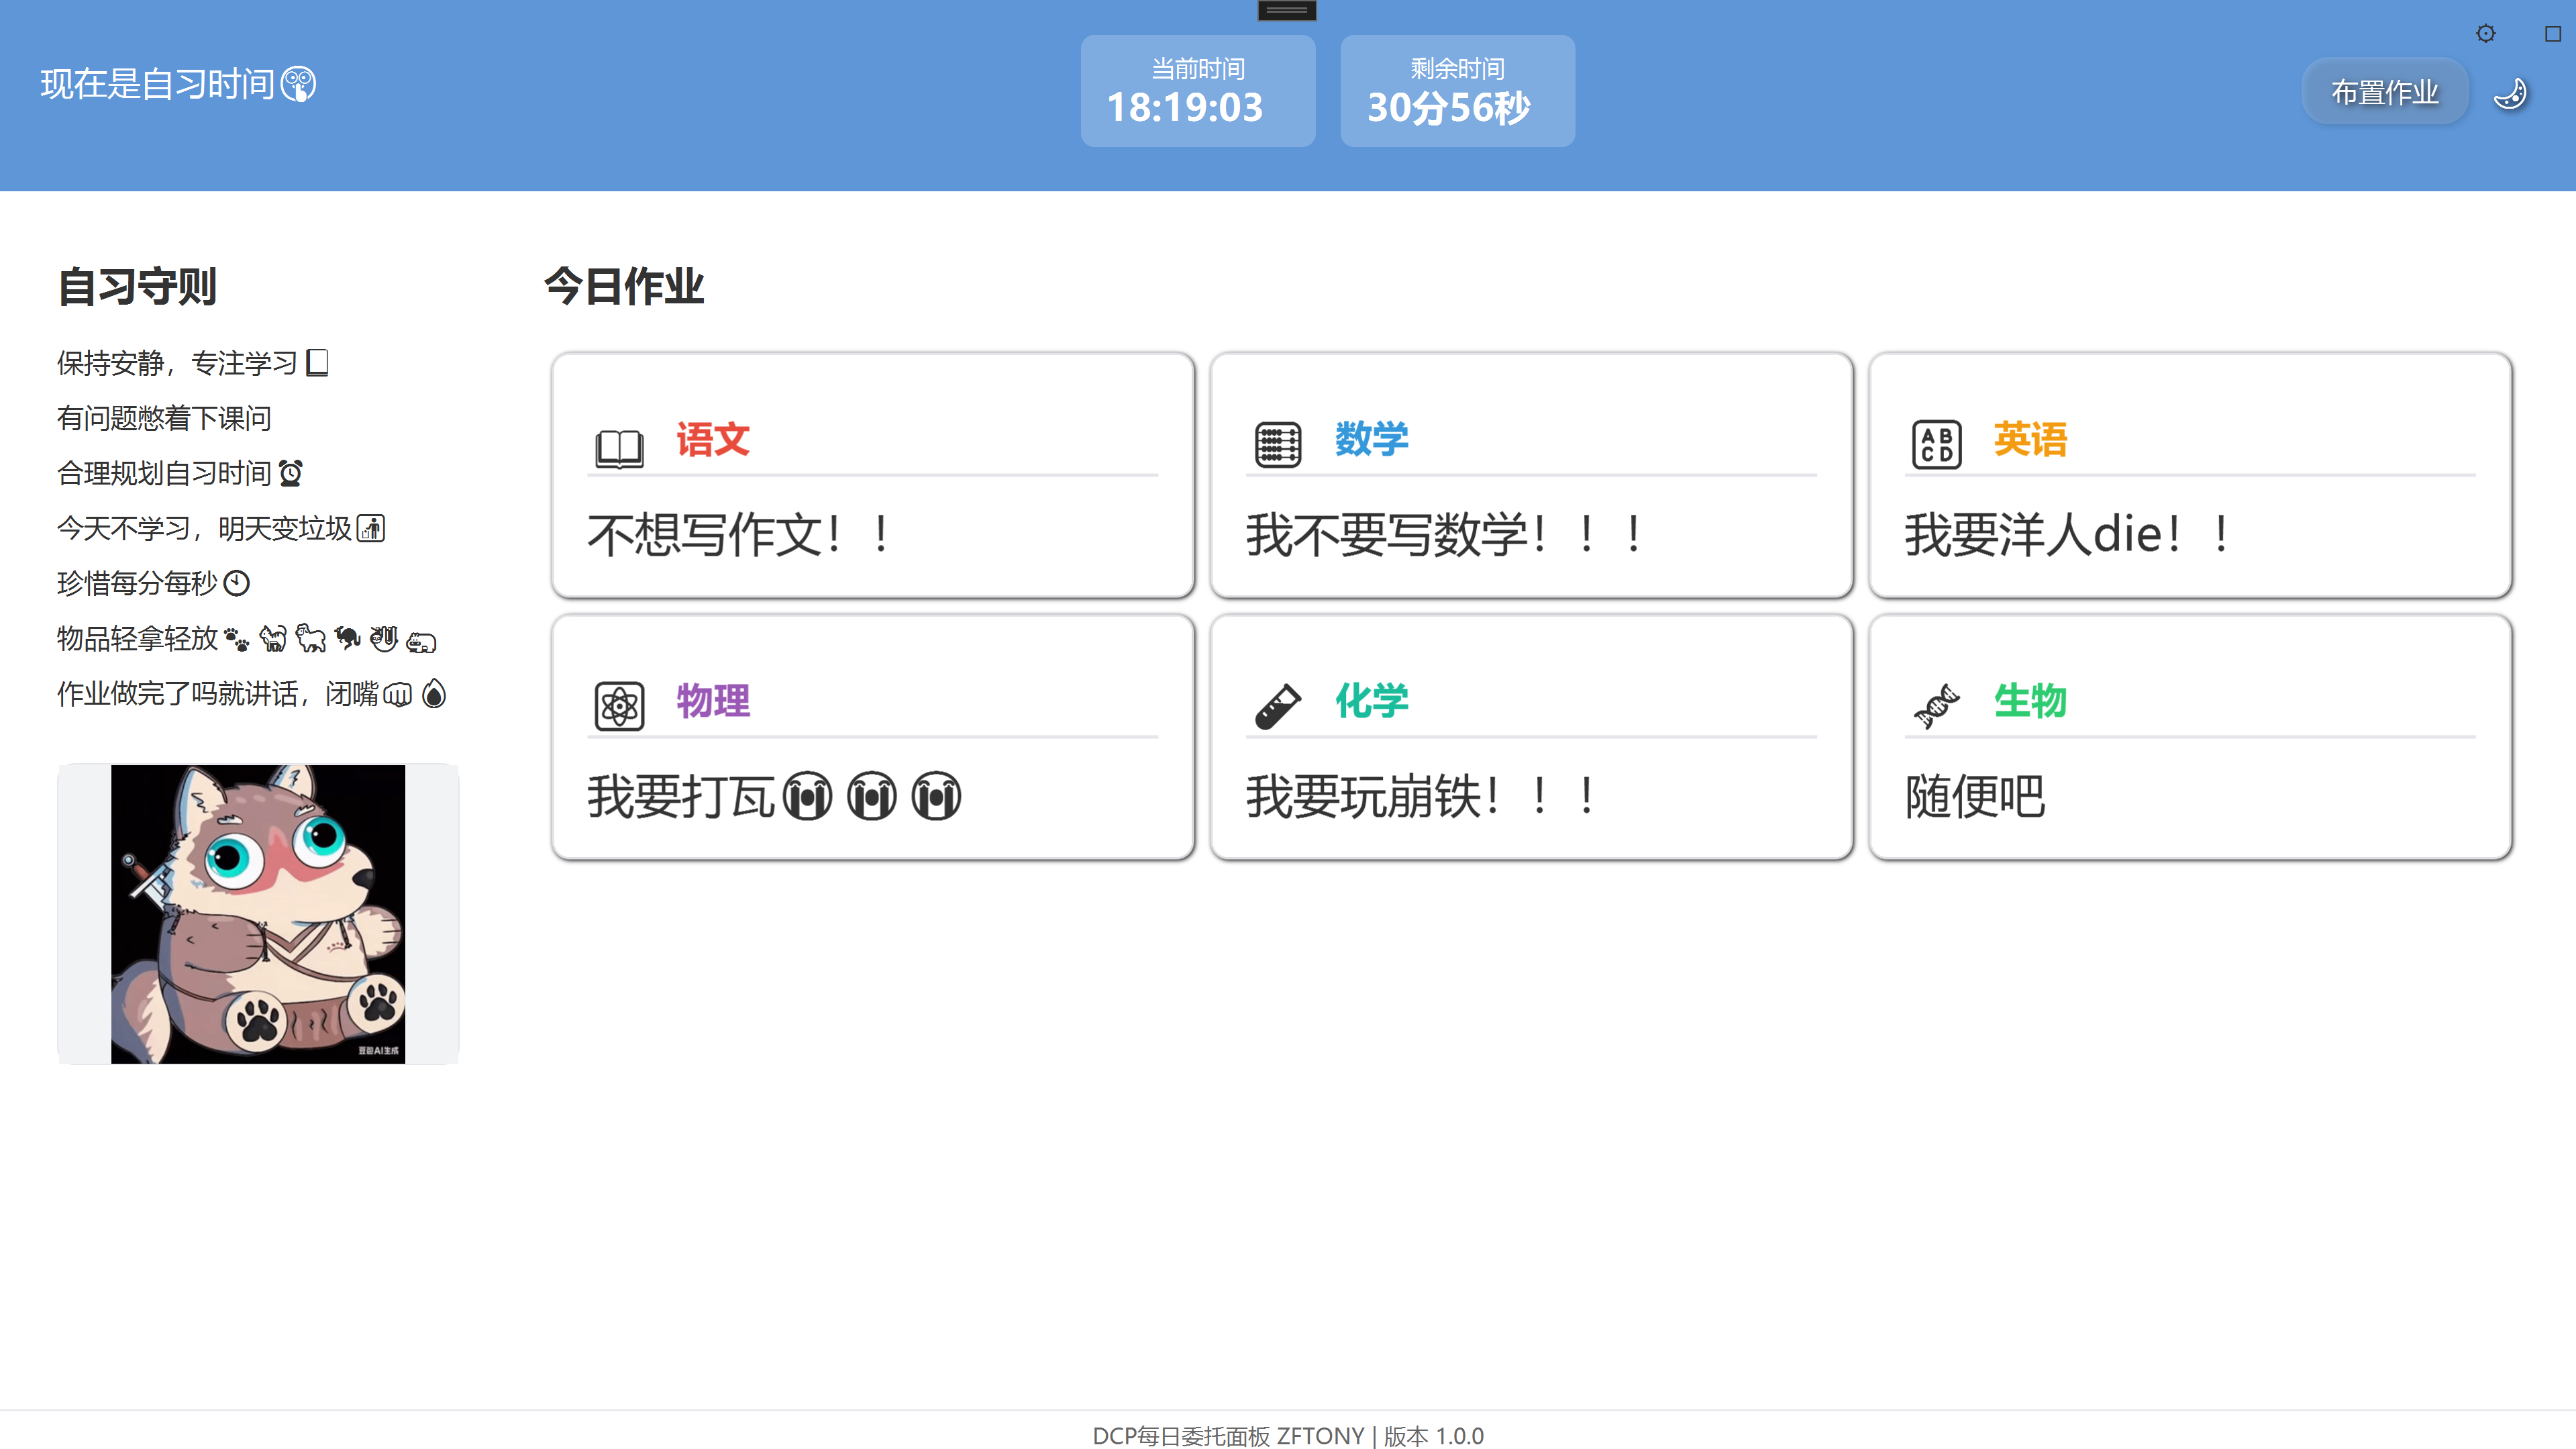 现在是自习时间🤫
当前时间
18:19:03
剩余时间
30分56秒
布置作业
自习守则
保持安静，专注学习
有问题憋着下课问
合理规划自习时间⏰
今天不学习，明天变垃圾🚮
珍惜每分每秒
物品轻拿轻放
作业做完了吗就讲话，闭嘴
豆包AI生成
今日作业
语文
不想写作文！！
数学
我不要写数学！！！
ABCD
英语
我要洋人die！！
物理
我要打瓦😭😭😭
化学
我要玩崩铁！！！
生物
随便吧
DCP每日委托面板 ZFTONY | 版本 1.0.0